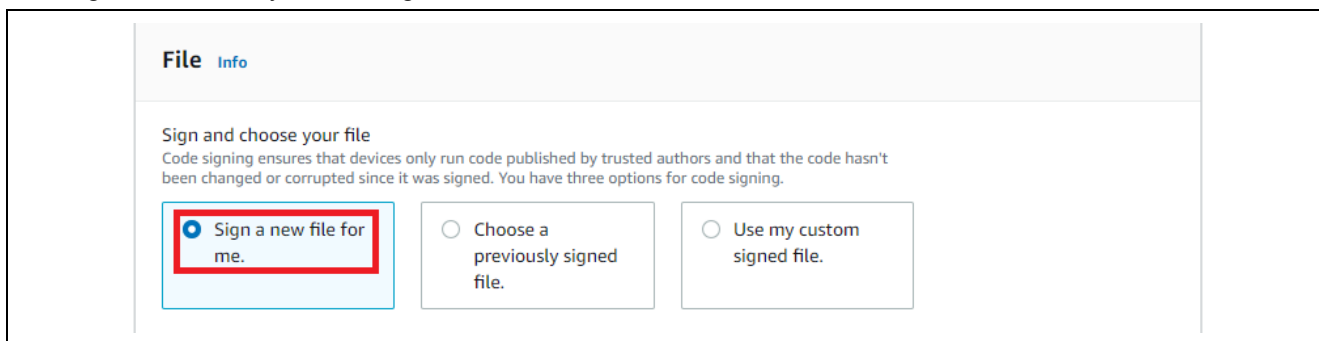 File Info
Sign and choose your file
Code signing ensures that devices only run code published by trusted authors and that the code hasn't
been changed or corrupted since it was signed. You have three options for code signing.
Sign a new file for
me.
Choose a
previously signed
file.
Use my custom
signed file.